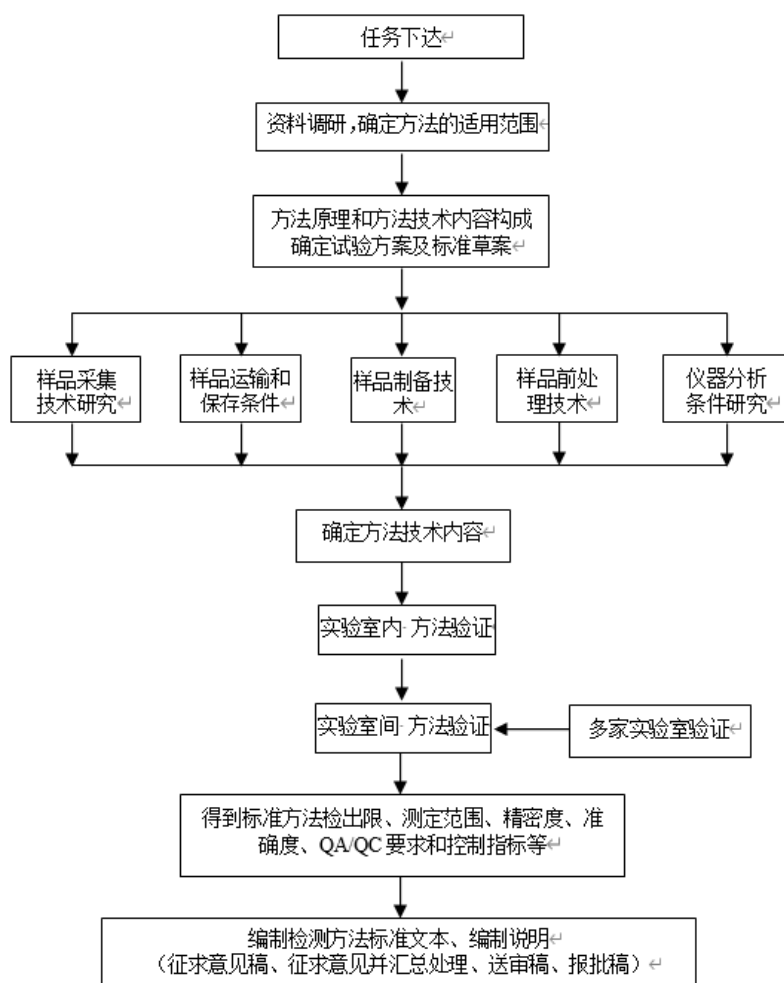 任务下达
资料调研,确定方法的适用范围
方法原理和方法技术内容构成
确定试验方案及标准草案
样品采集
技术研究
样品运输和
保存条件
样品制备技
术
样品前处
理技术
仪器分析
条件研究
确定方法技术内容
实验室内 方法验证
实验室间 方法验证
多家实验室验证
得到标准方法检出限、测定范围、精密度、准
确度、QA/QC 要求和控制指标等
编制检测方法标准文本、编制说明
（征求意见稿、征求意见并汇总处理、送审稿、报批稿）